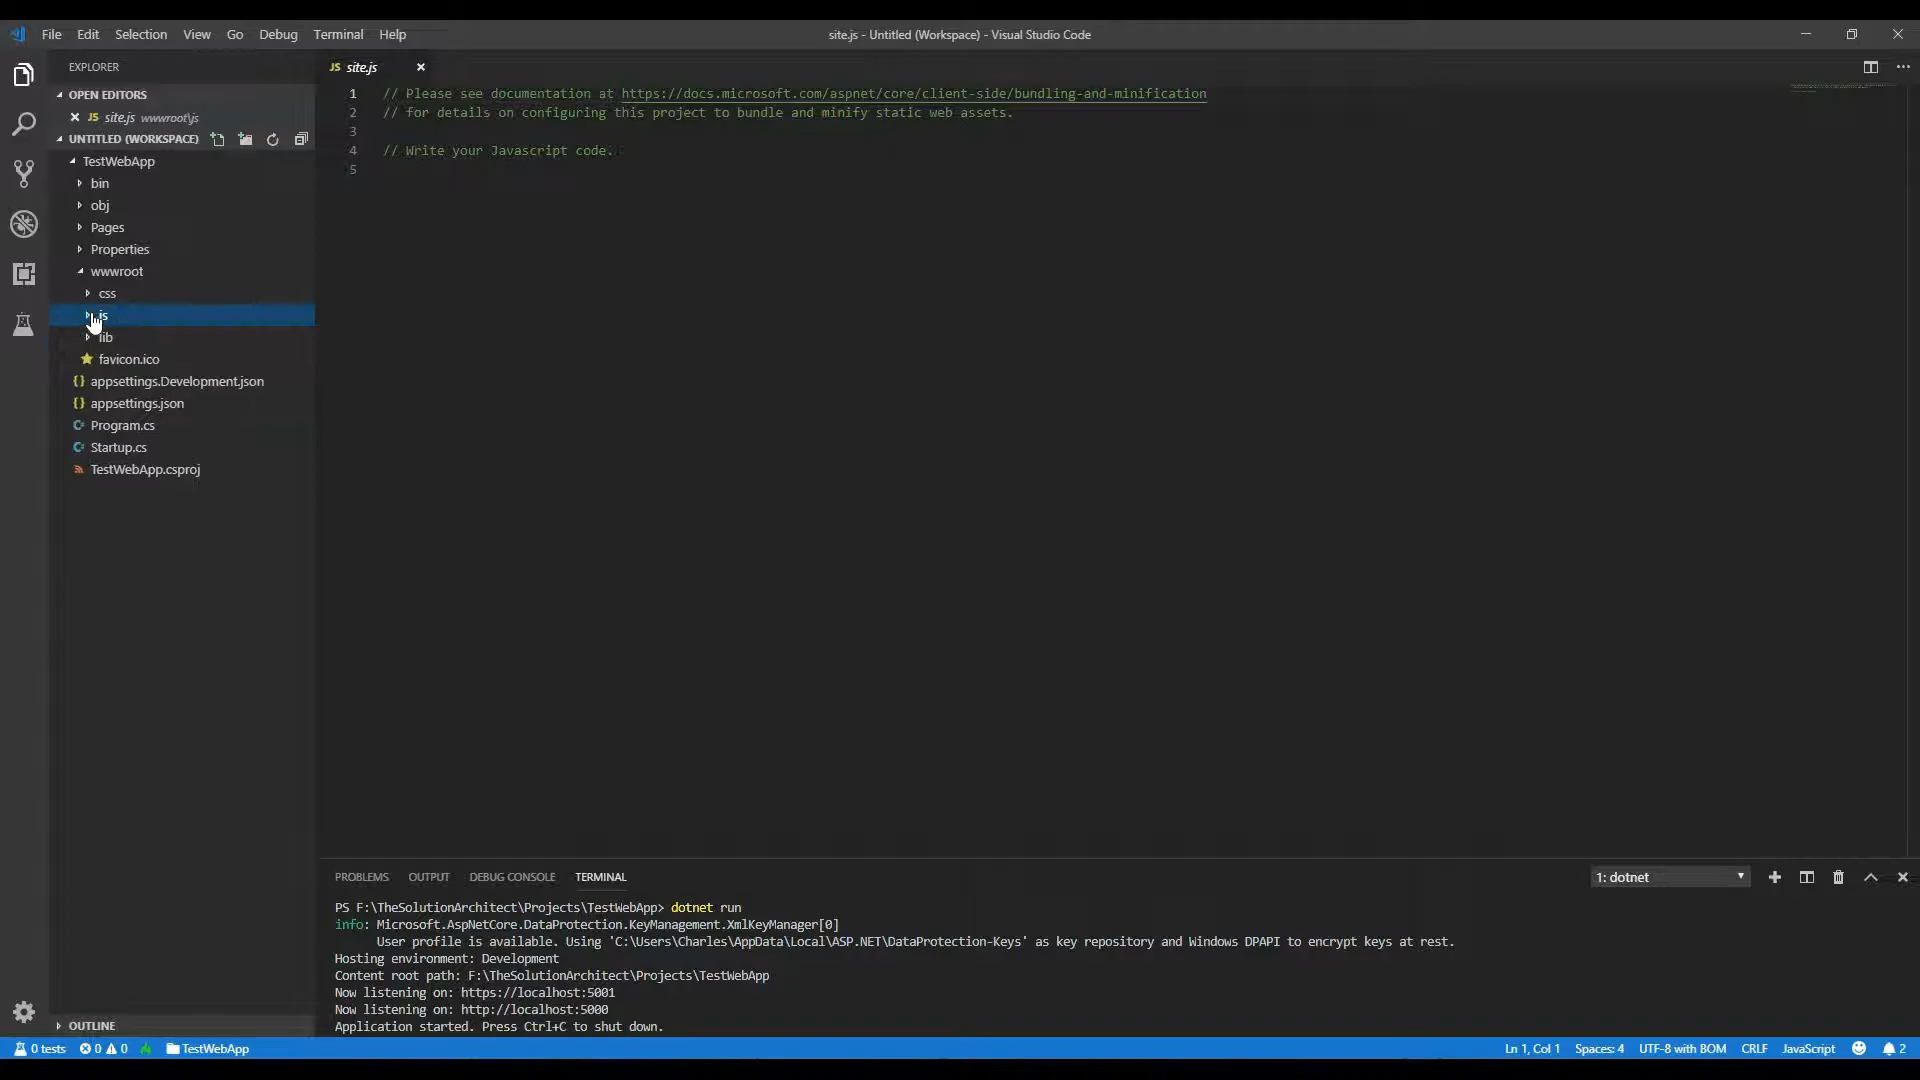 File Edit Selection View Go Debug Terminal Help
site.js - Untitled (Workspace) - Visual Studio Code
EXPLORER
OPEN EDITORS
JS site.js wwwroot\js
UNTITLED (WORKSPACE)
TestWebApp
bin
obj
Pages
Properties
wwwroot
css
js
lib
favicon.ico
{} appsettings.Development.json
{} appsettings.json
C# Program.cs
C# Startup.cs
TestWebApp.csproj
OUTLINE
JS site.js
1 // Please see documentation at https://docs.microsoft.com/aspnet/core/client-side/bundling-and-minification
2 // for details on configuring this project to bundle and minify static web assets.
3
4 // Write your Javascript code.
5
PROBLEMS OUTPUT DEBUG CONSOLE TERMINAL
1: dotnet
PS F:\TheSolutionArchitect\Projects\TestWebApp> dotnet run
info: Microsoft.AspNetCore.DataProtection.KeyManagement.XmlKeyManager[0]
User profile is available. Using 'C:\Users\Charles\AppData\Local\ASP.NET\DataProtection-Keys' as key repository and Windows DPAPI to encrypt keys at rest.
Hosting environment: Development
Content root path: F:\TheSolutionArchitect\Projects\TestWebApp
Now listening on: https://localhost:5001
Now listening on: http://localhost:5000
Application started. Press Ctrl+C to shut down.
0 tests 0 0 TestWebApp
Ln 1, Col 1 Spaces: 4 UTF-8 with BOM CRLF JavaScript 2